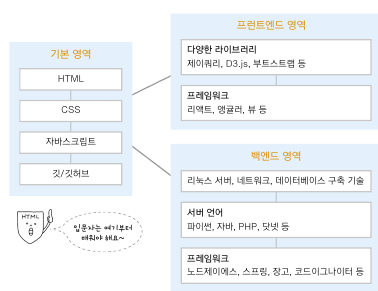 기본 영역
HTML
CSS
자바스크립트
깃/깃허브
HTML
입문자는 여기부터
배워야 해요~
프런트엔드 영역
다양한 라이브러리
제이쿼리, D3.js, 부트스트랩 등
프레임워크
리액트, 앵귤러, 뷰 등
백엔드 영역
리눅스 서버, 네트워크, 데이터베이스 구축 기술
서버 언어
파이썬, 자바, PHP, 닷넷 등
프레임워크
노드제이에스, 스프링, 장고, 코드이그나이터 등